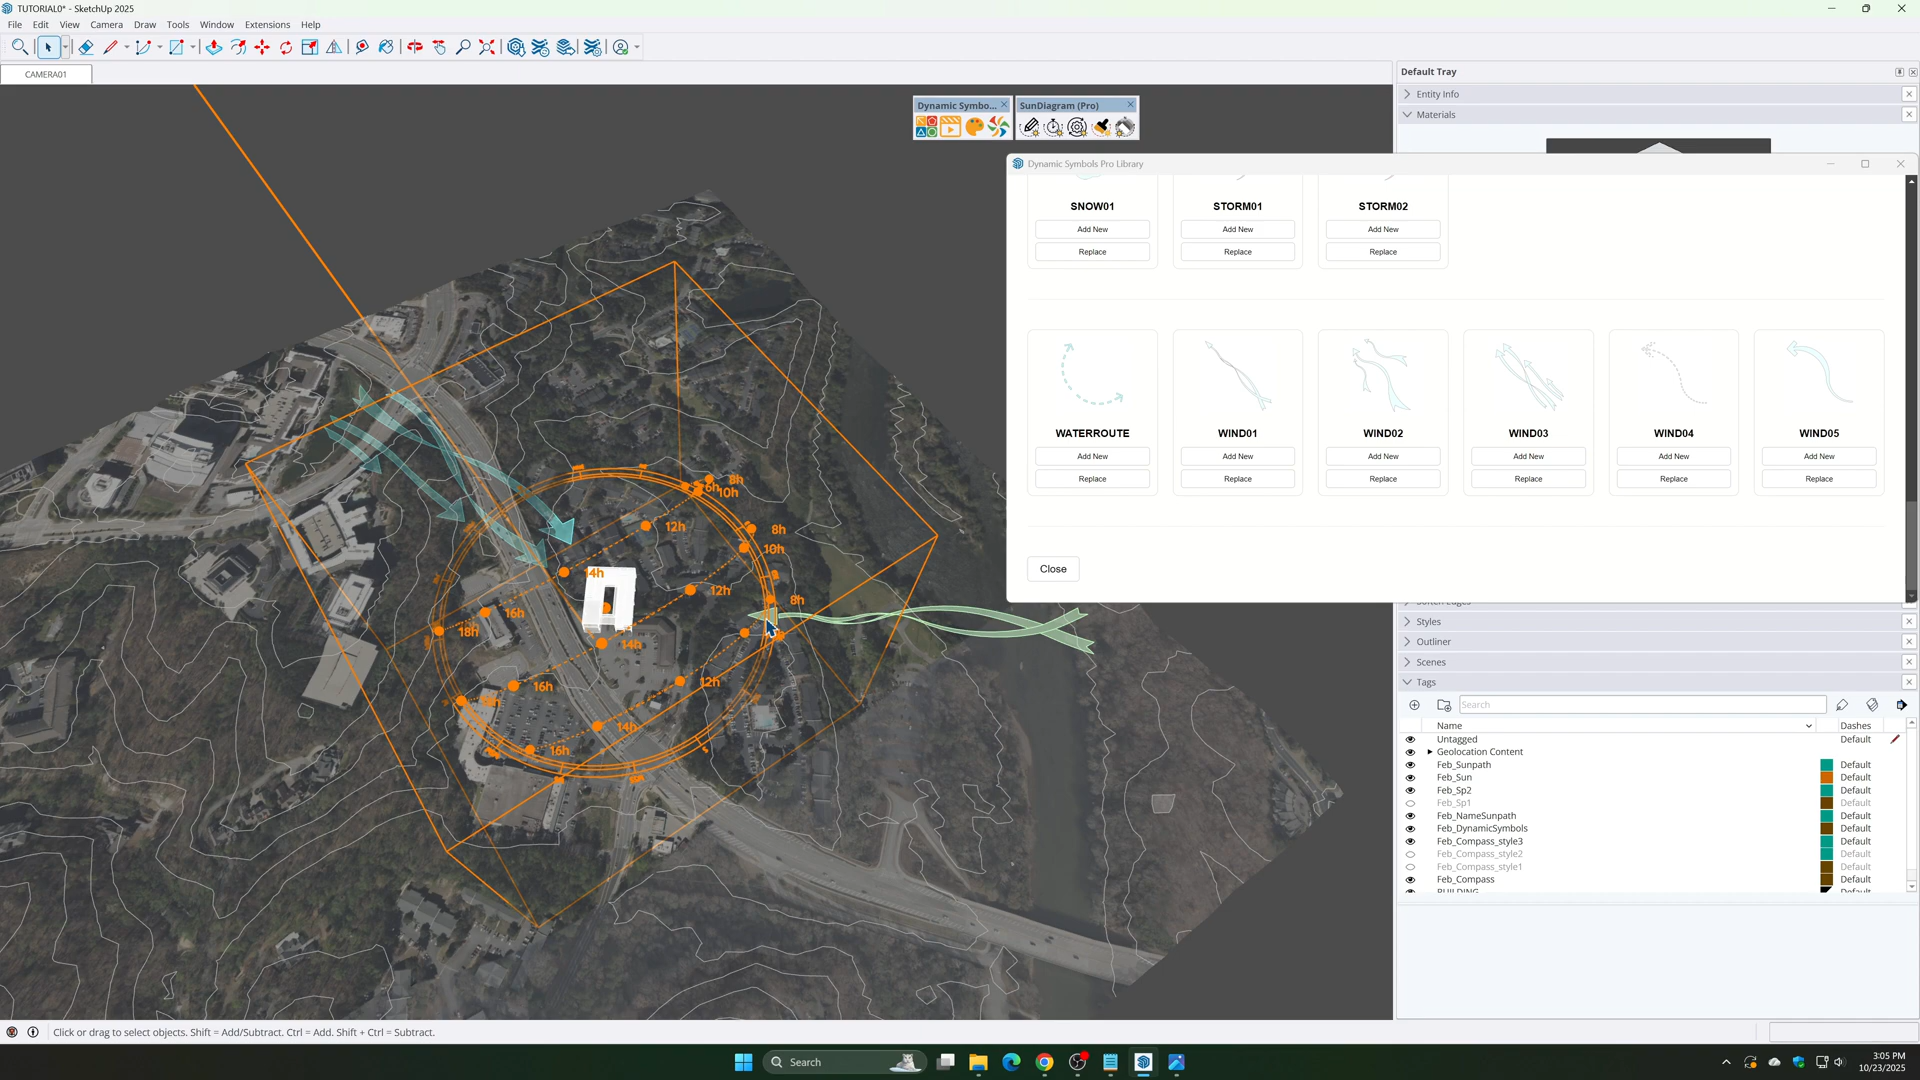 TUTORIAL0* - SketchUp 2025
File Edit View Camera Draw Tools Window Extensions Help
CAMERA01
Default Tray
Entity Info
Materials
Dynamic Symbo...
SunDiagram (Pro)
Dynamic Symbols Pro Library
SNOW01 STORM01 STORM02
Add New Add New Add New
Replace Replace Replace
WATERROUTE WIND01 WIND02 WIND03 WIND04 WIND05
Add New Add New Add New Add New Add New Add New
Replace Replace Replace Replace Replace Replace
Close
8h
6h
10h
12h
8h
10h
14h
12h
8h
16h
18h
14h
12h
16h
14h
16h
Soften Edges
Styles
Outliner
Scenes
Tags
Search
Name Dashes
Untagged Default
Geolocation Content
Feb_Sunpath Default
Feb_Sun Default
Feb_Sp2 Default
Feb_Sp1 Default
Feb_NameSunpath Default
Feb_DynamicSymbols Default
Feb_Compass_style3 Default
Feb_Compass_style2 Default
Feb_Compass_style1 Default
Feb_Compass Default
BUILDING Default
Click or drag to select objects. Shift = Add/Subtract. Ctrl = Add. Shift + Ctrl = Subtract.
Search
3:05 PM
10/23/2025